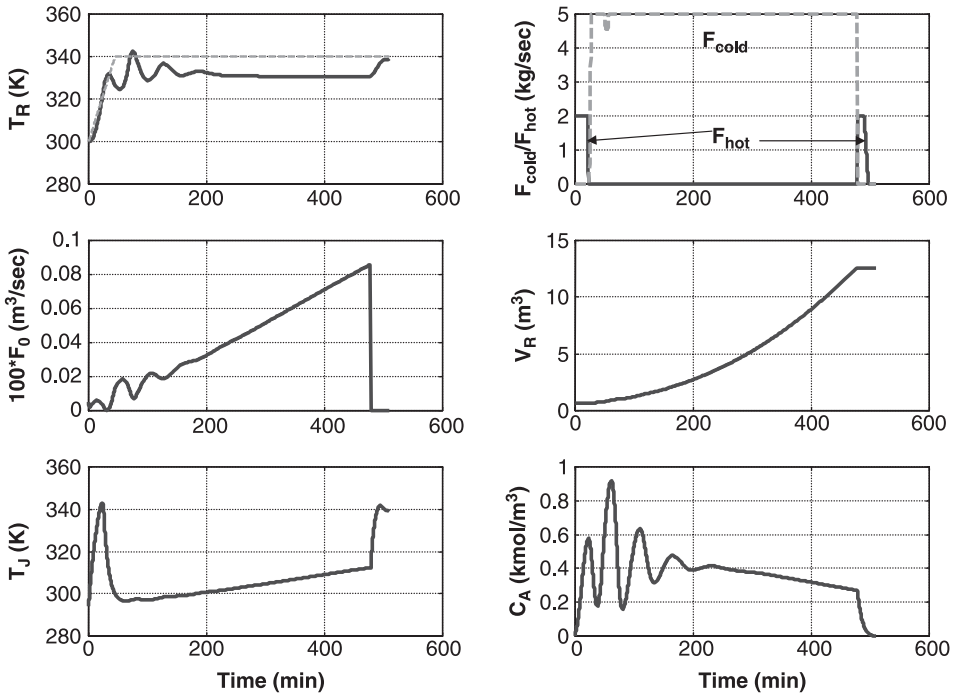 360
340
320
300
280
0 200 400 600
T_R (K)
5
4
3
2
1
0
0 200 400 600
F_cold/F_hot (kg/sec)
F_cold
F_hot
0.1
0.08
0.06
0.04
0.02
0
0 200 400 600
100*F_0 (m^3/sec)
15
10
5
0
0 200 400 600
V_R (m^3)
360
340
320
300
280
0 200 400 600
T_J (K)
Time (min)
1
0.8
0.6
0.4
0.2
0
0 200 400 600
C_A (kmol/m^3)
Time (min)